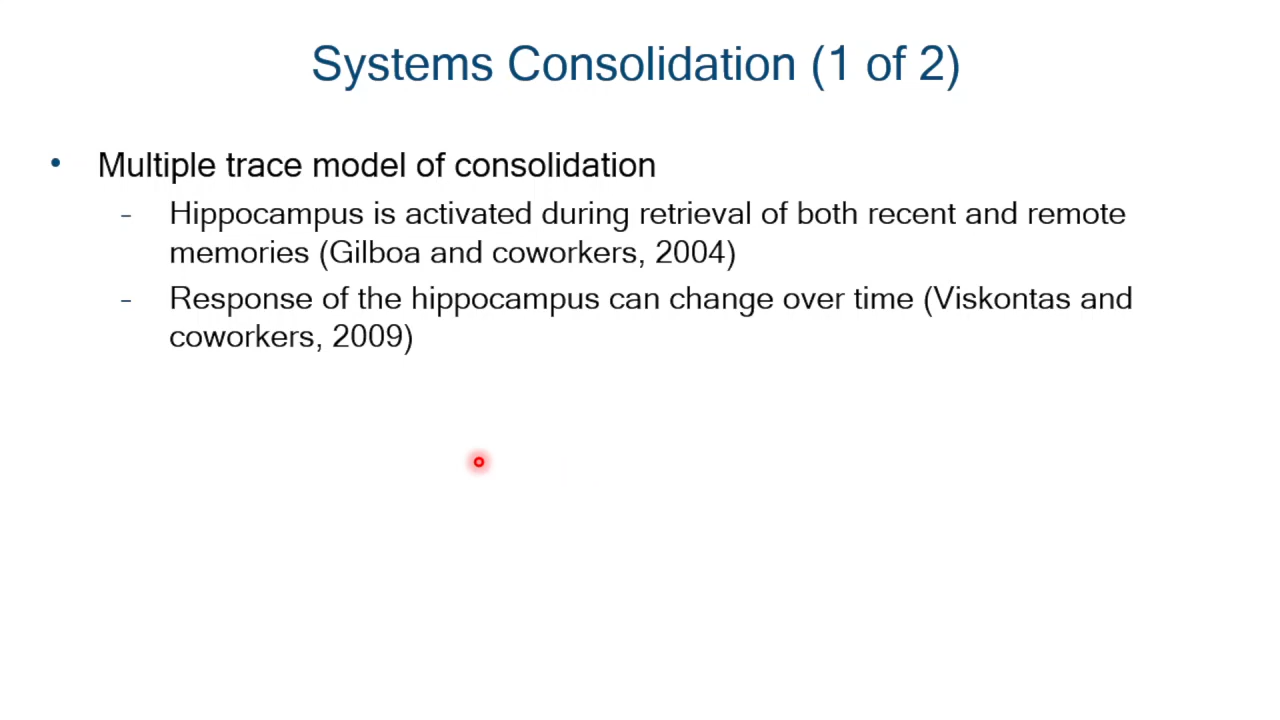 Systems Consolidation (1 of 2)
• Multiple trace model of consolidation
- Hippocampus is activated during retrieval of both recent and remote
memories (Gilboa and coworkers, 2004)
- Response of the hippocampus can change over time (Viskontas and
coworkers, 2009)